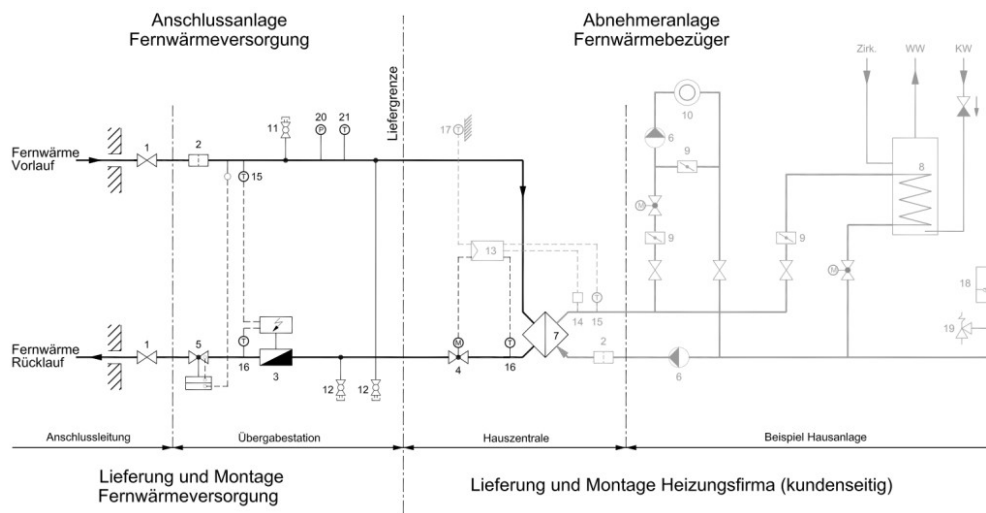 Anschlussanlage
Fernwärmeversorgung
Abnehmeranlage
Fernwärmebezüger
Liefergrenze
Zirk.
WW
KW
11
20
21
P
T
17
T
10
6
1
2
9
8
Fernwärme
Vorlauf
T
15
M
9
9
13
M
18
14
T
15
19
Fernwärme
Rücklauf
1
5
T
16
3
12
12
M
4
T
16
7
2
6
Anschlussleitung
Übergabestation
Hauszentrale
Beispiel Hausanlage
Lieferung und Montage
Fernwärmeversorgung
Lieferung und Montage Heizungsfirma (kundenseitig)